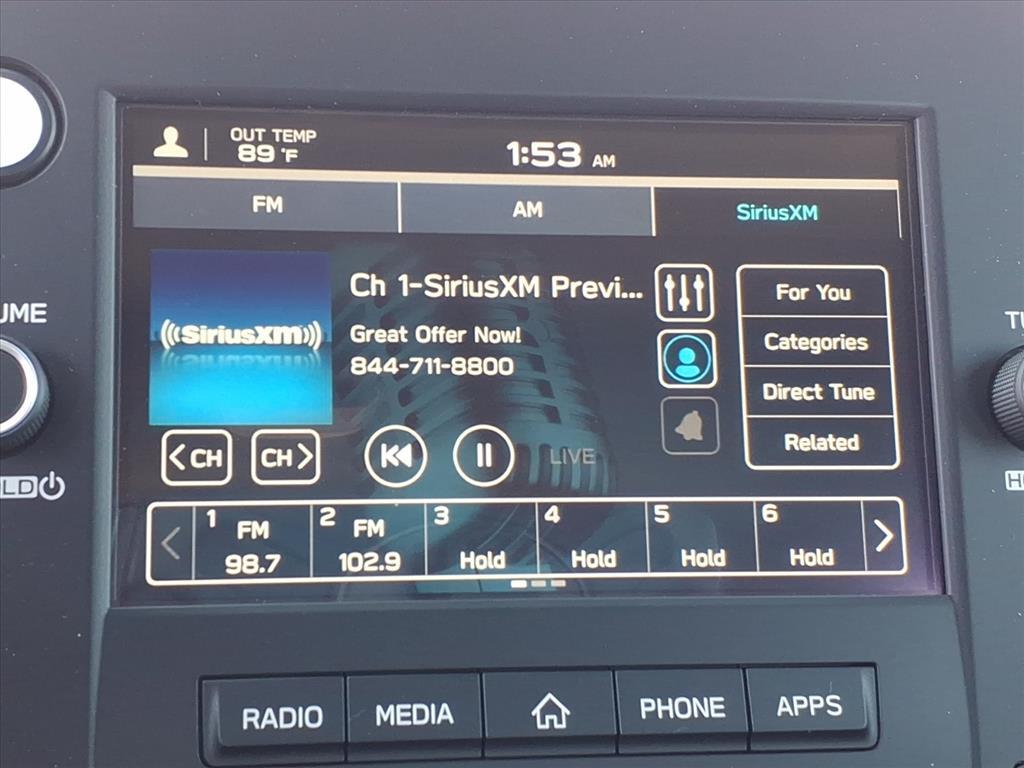 OUT TEMP
89 °F
1:53 AM
FM
AM
SiriusXM
((SiriusXM))
Ch 1-SiriusXM Previ...
Great Offer Now!
844-711-8800
For You
Categories
Direct Tune
Related
< CH
CH >
LIVE
1 FM 98.7
2 FM 102.9
3 Hold
4 Hold
5 Hold
6 Hold
UME
LD
TU
H
RADIO
MEDIA
PHONE
APPS